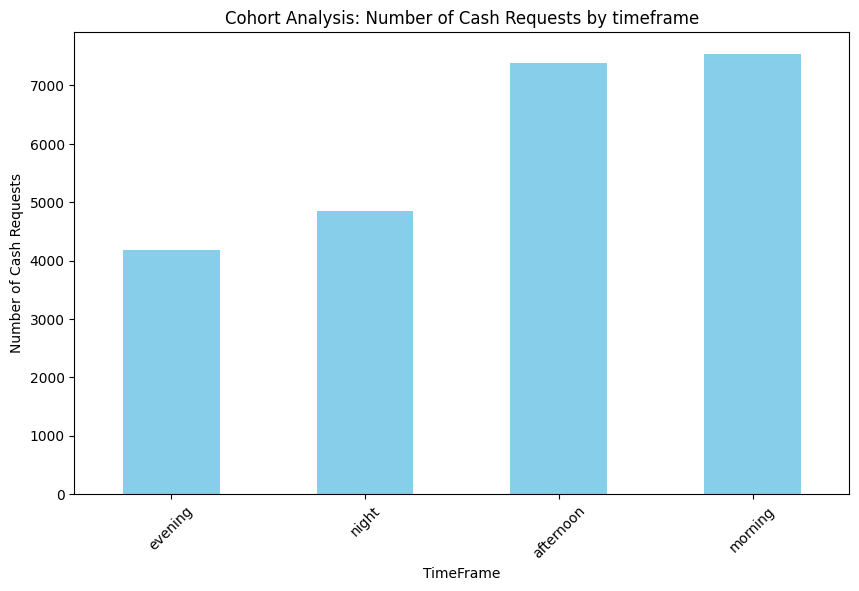 Cohort Analysis: Number of Cash Requests by timeframe
Number of Cash Requests
7000
6000
5000
4000
3000
2000
1000
0
evening
night
afternoon
morning
TimeFrame